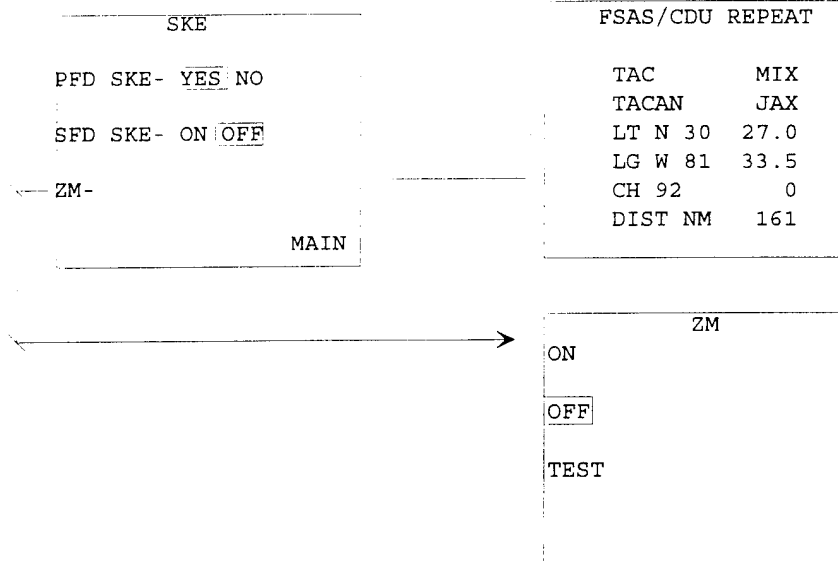 SKE
PFD SKE- YES NO
SFD SKE- ON OFF
ZM-
MAIN
FSAS/CDU REPEAT
TAC MIX
TACAN JAX
LT N 30 27.0
LG W 81 33.5
CH 92 0
DIST NM 161
ZM
ON
OFF
TEST